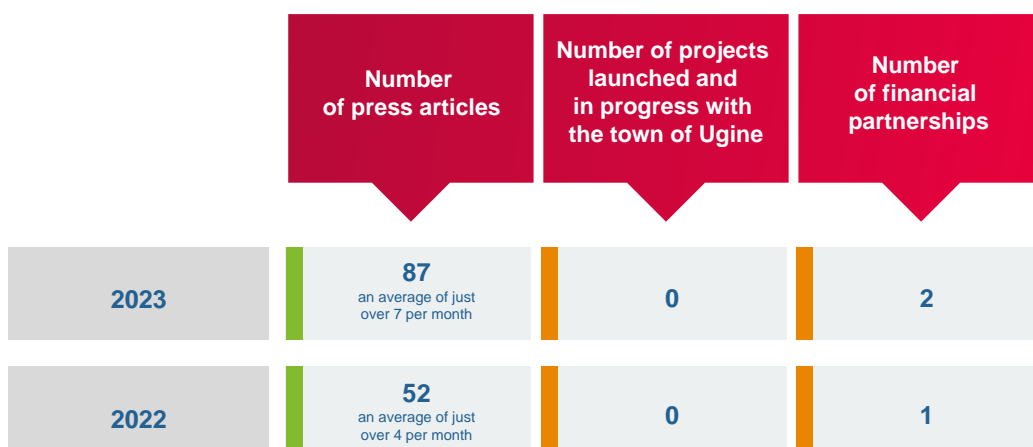 Number
of press articles
Number of projects
launched and
in progress with
the town of Ugine
Number
of financial
partnerships
2023
87
an average of just
over 7 per month
0
2
2022
52
an average of just
over 4 per month
0
1